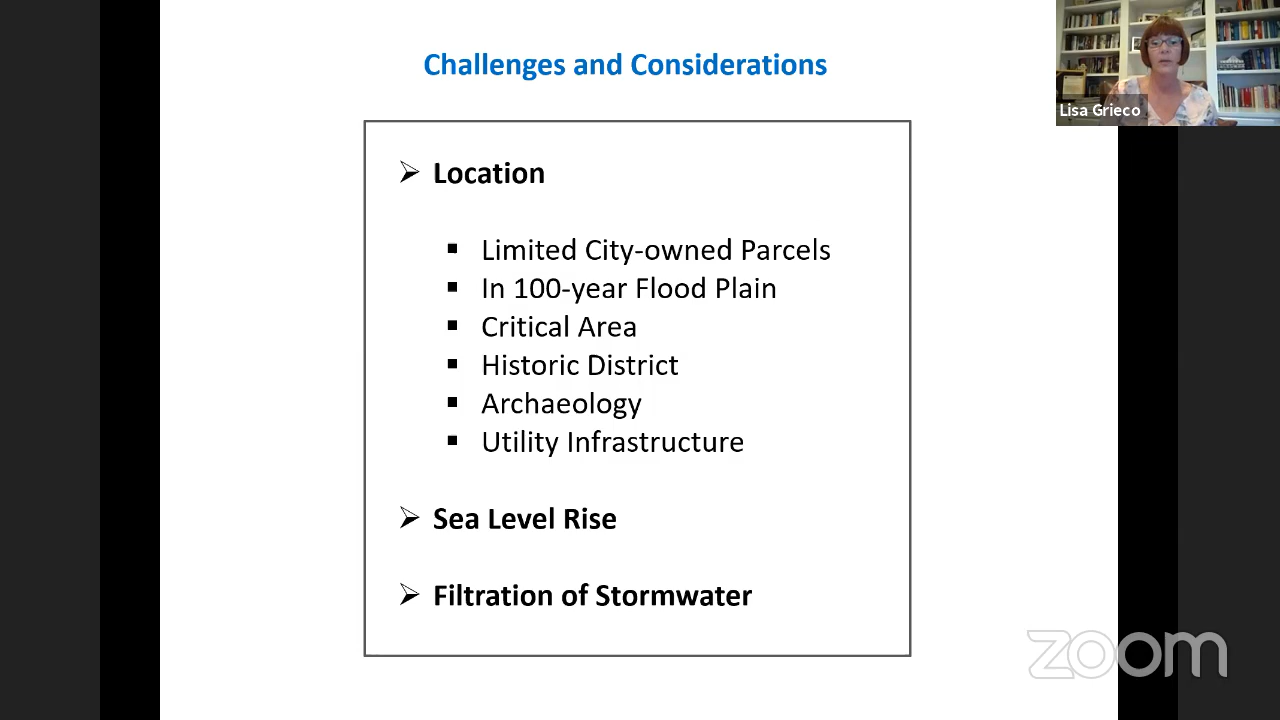 Challenges and Considerations
Lisa Grieco
Location
Limited City-owned Parcels
In 100-year Flood Plain
Critical Area
Historic District
Archaeology
Utility Infrastructure
Sea Level Rise
Filtration of Stormwater
zoom